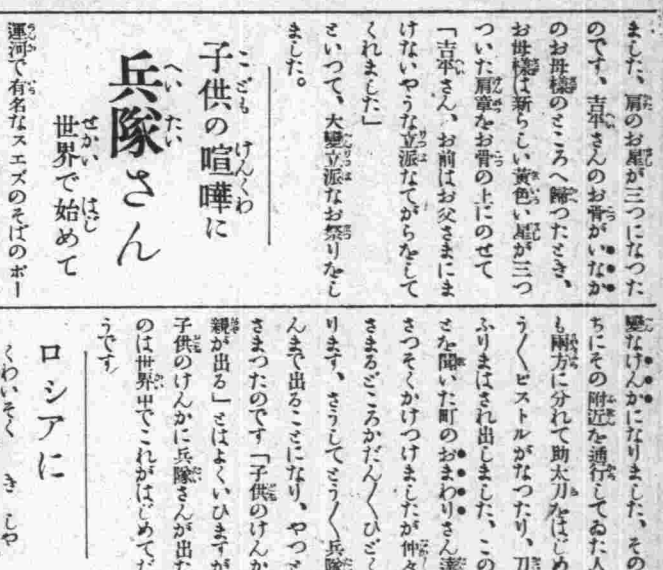 ました、肩のお星が三つになつた
のです、吉平さんのお骨がいなか
のお母様のところへ歸つたとき、
お母様は新らしい黄色い星が三つ
ついた肩章をお骨の上にのせて
「吉平さん、お前はお父さまにま
けないやうな立派なてがらをして
くれました」
といつて、大變立派なお祭りをし
ました。
子供の喧嘩に
兵隊さん
世界で始めて
運河で有名なスエズのそばのポー
變なけんかになりました、その
ちにその附近を通行してゐた人
も兩方に分れて助太刀をはじめ
う〳〵ピストルがなつたり、刀
ふりまはされ出しました、この
とを聞いた町のおまわりさん達
さつそくかけつけましたが仲々
さまるどころかだん〳〵ひどく
ります、さうしてとう〳〵兵隊
んまで出ることになり、やつと
さまつたのです「子供のけんか
親が出る」とはよくいひますが
子供のけんかに兵隊さんが出た
のは世界中でこれがはじめてだ
うです
ロシアに
くわいそく きしや